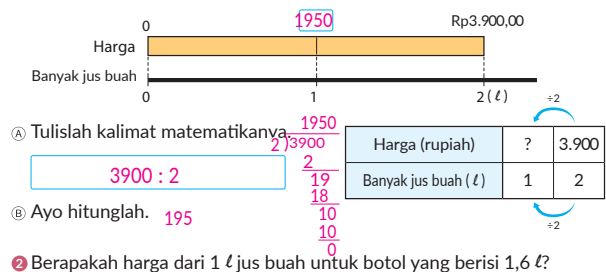 0 1950 Rp3.900,00
Harga
Banyak jus buah
0 1 2 (ℓ)
÷2
Ⓐ Tulislah kalimat matematikanya.
3900 : 2
1950
2 )3900
2
19
18
10
10
0
Harga (rupiah) ? 3.900
Banyak jus buah ( ℓ ) 1 2
÷2
Ⓑ Ayo hitunglah. 195
❷ Berapakah harga dari 1 ℓ jus buah untuk botol yang berisi 1,6 ℓ?